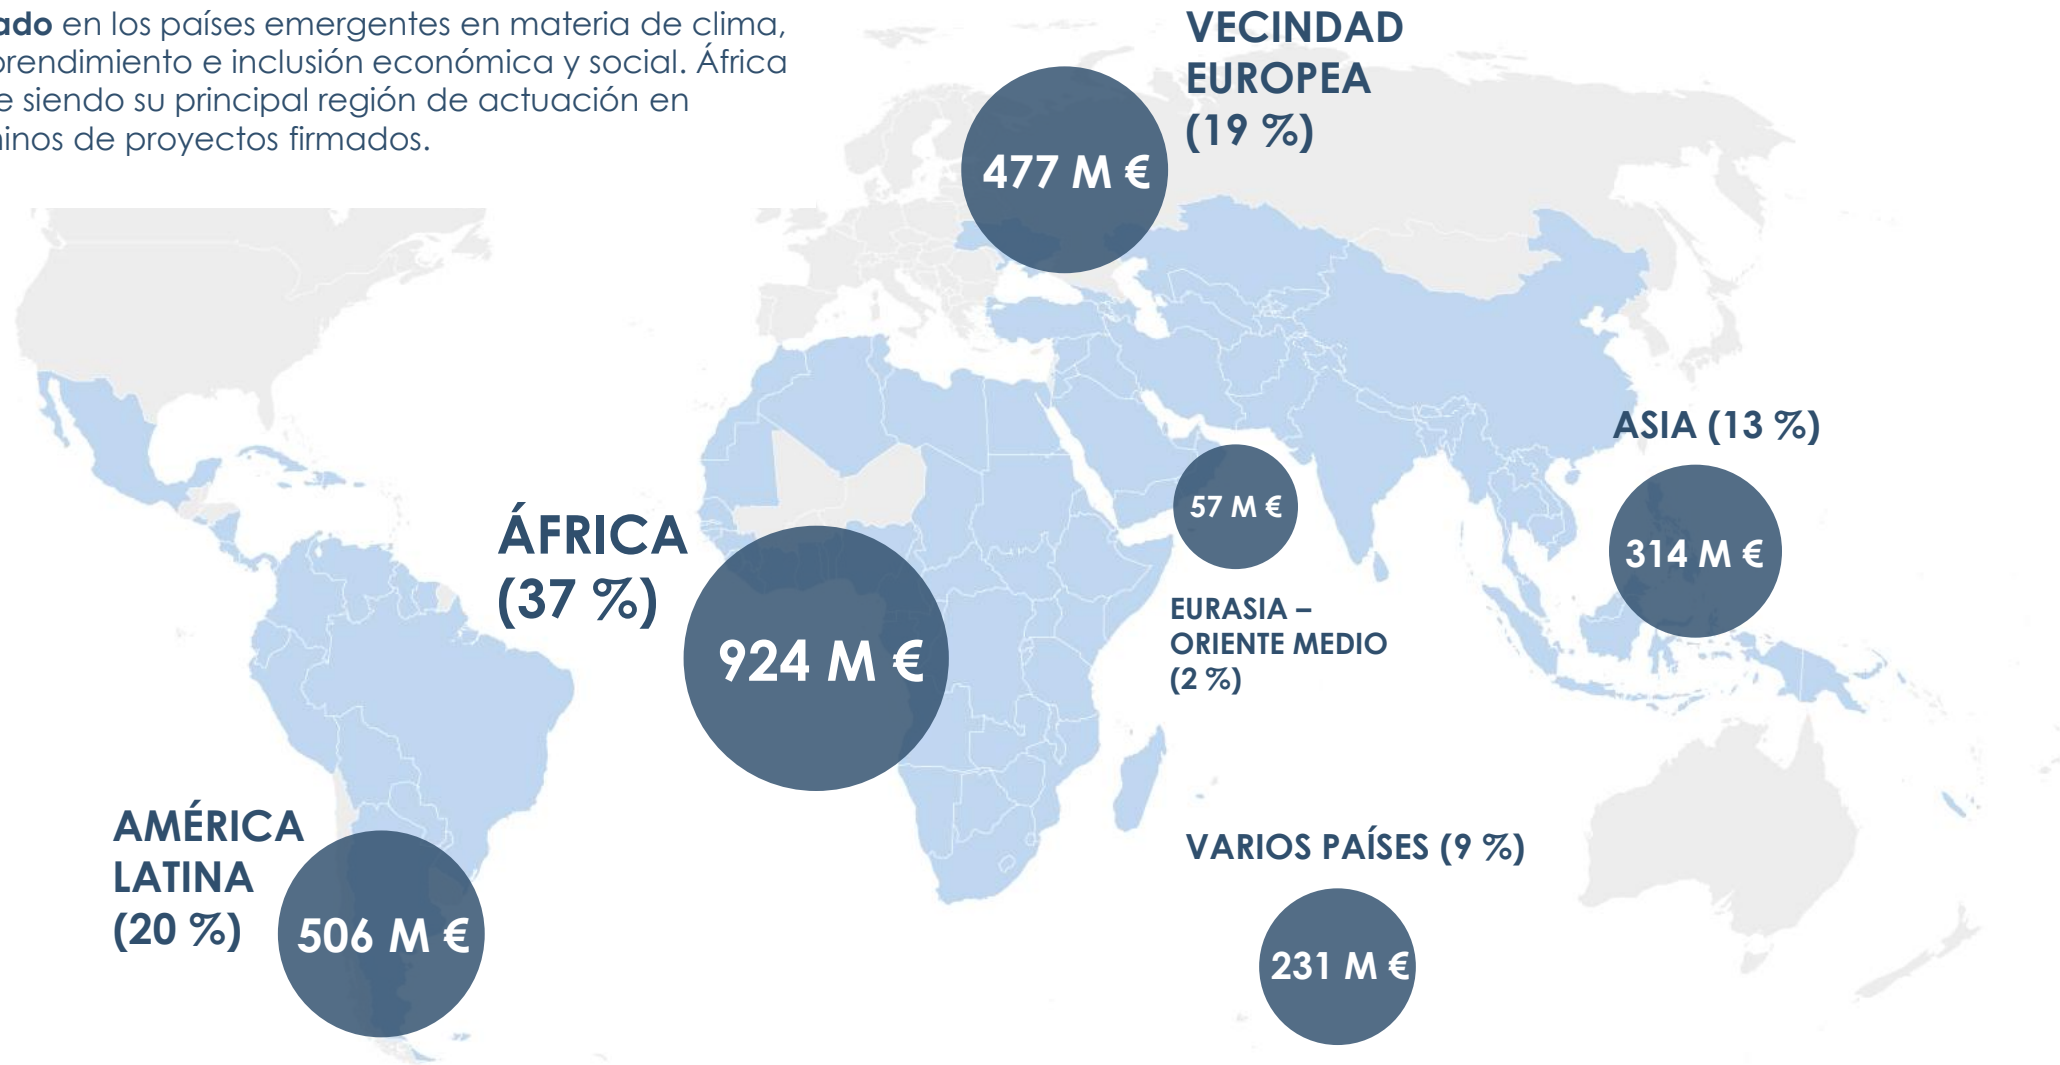 ado en los países emergentes en materia de clima,
prendimiento e inclusión económica y social. África
e siendo su principal región de actuación en
minos de proyectos firmados.
VECINDAD
EUROPEA
(19 %)
477 M €
ASIA (13 %)
314 M €
57 M €
EURASIA –
ORIENTE MEDIO
(2 %)
ÁFRICA
(37 %)
924 M €
AMÉRICA
LATINA
(20 %)
506 M €
VARIOS PAÍSES (9 %)
231 M €